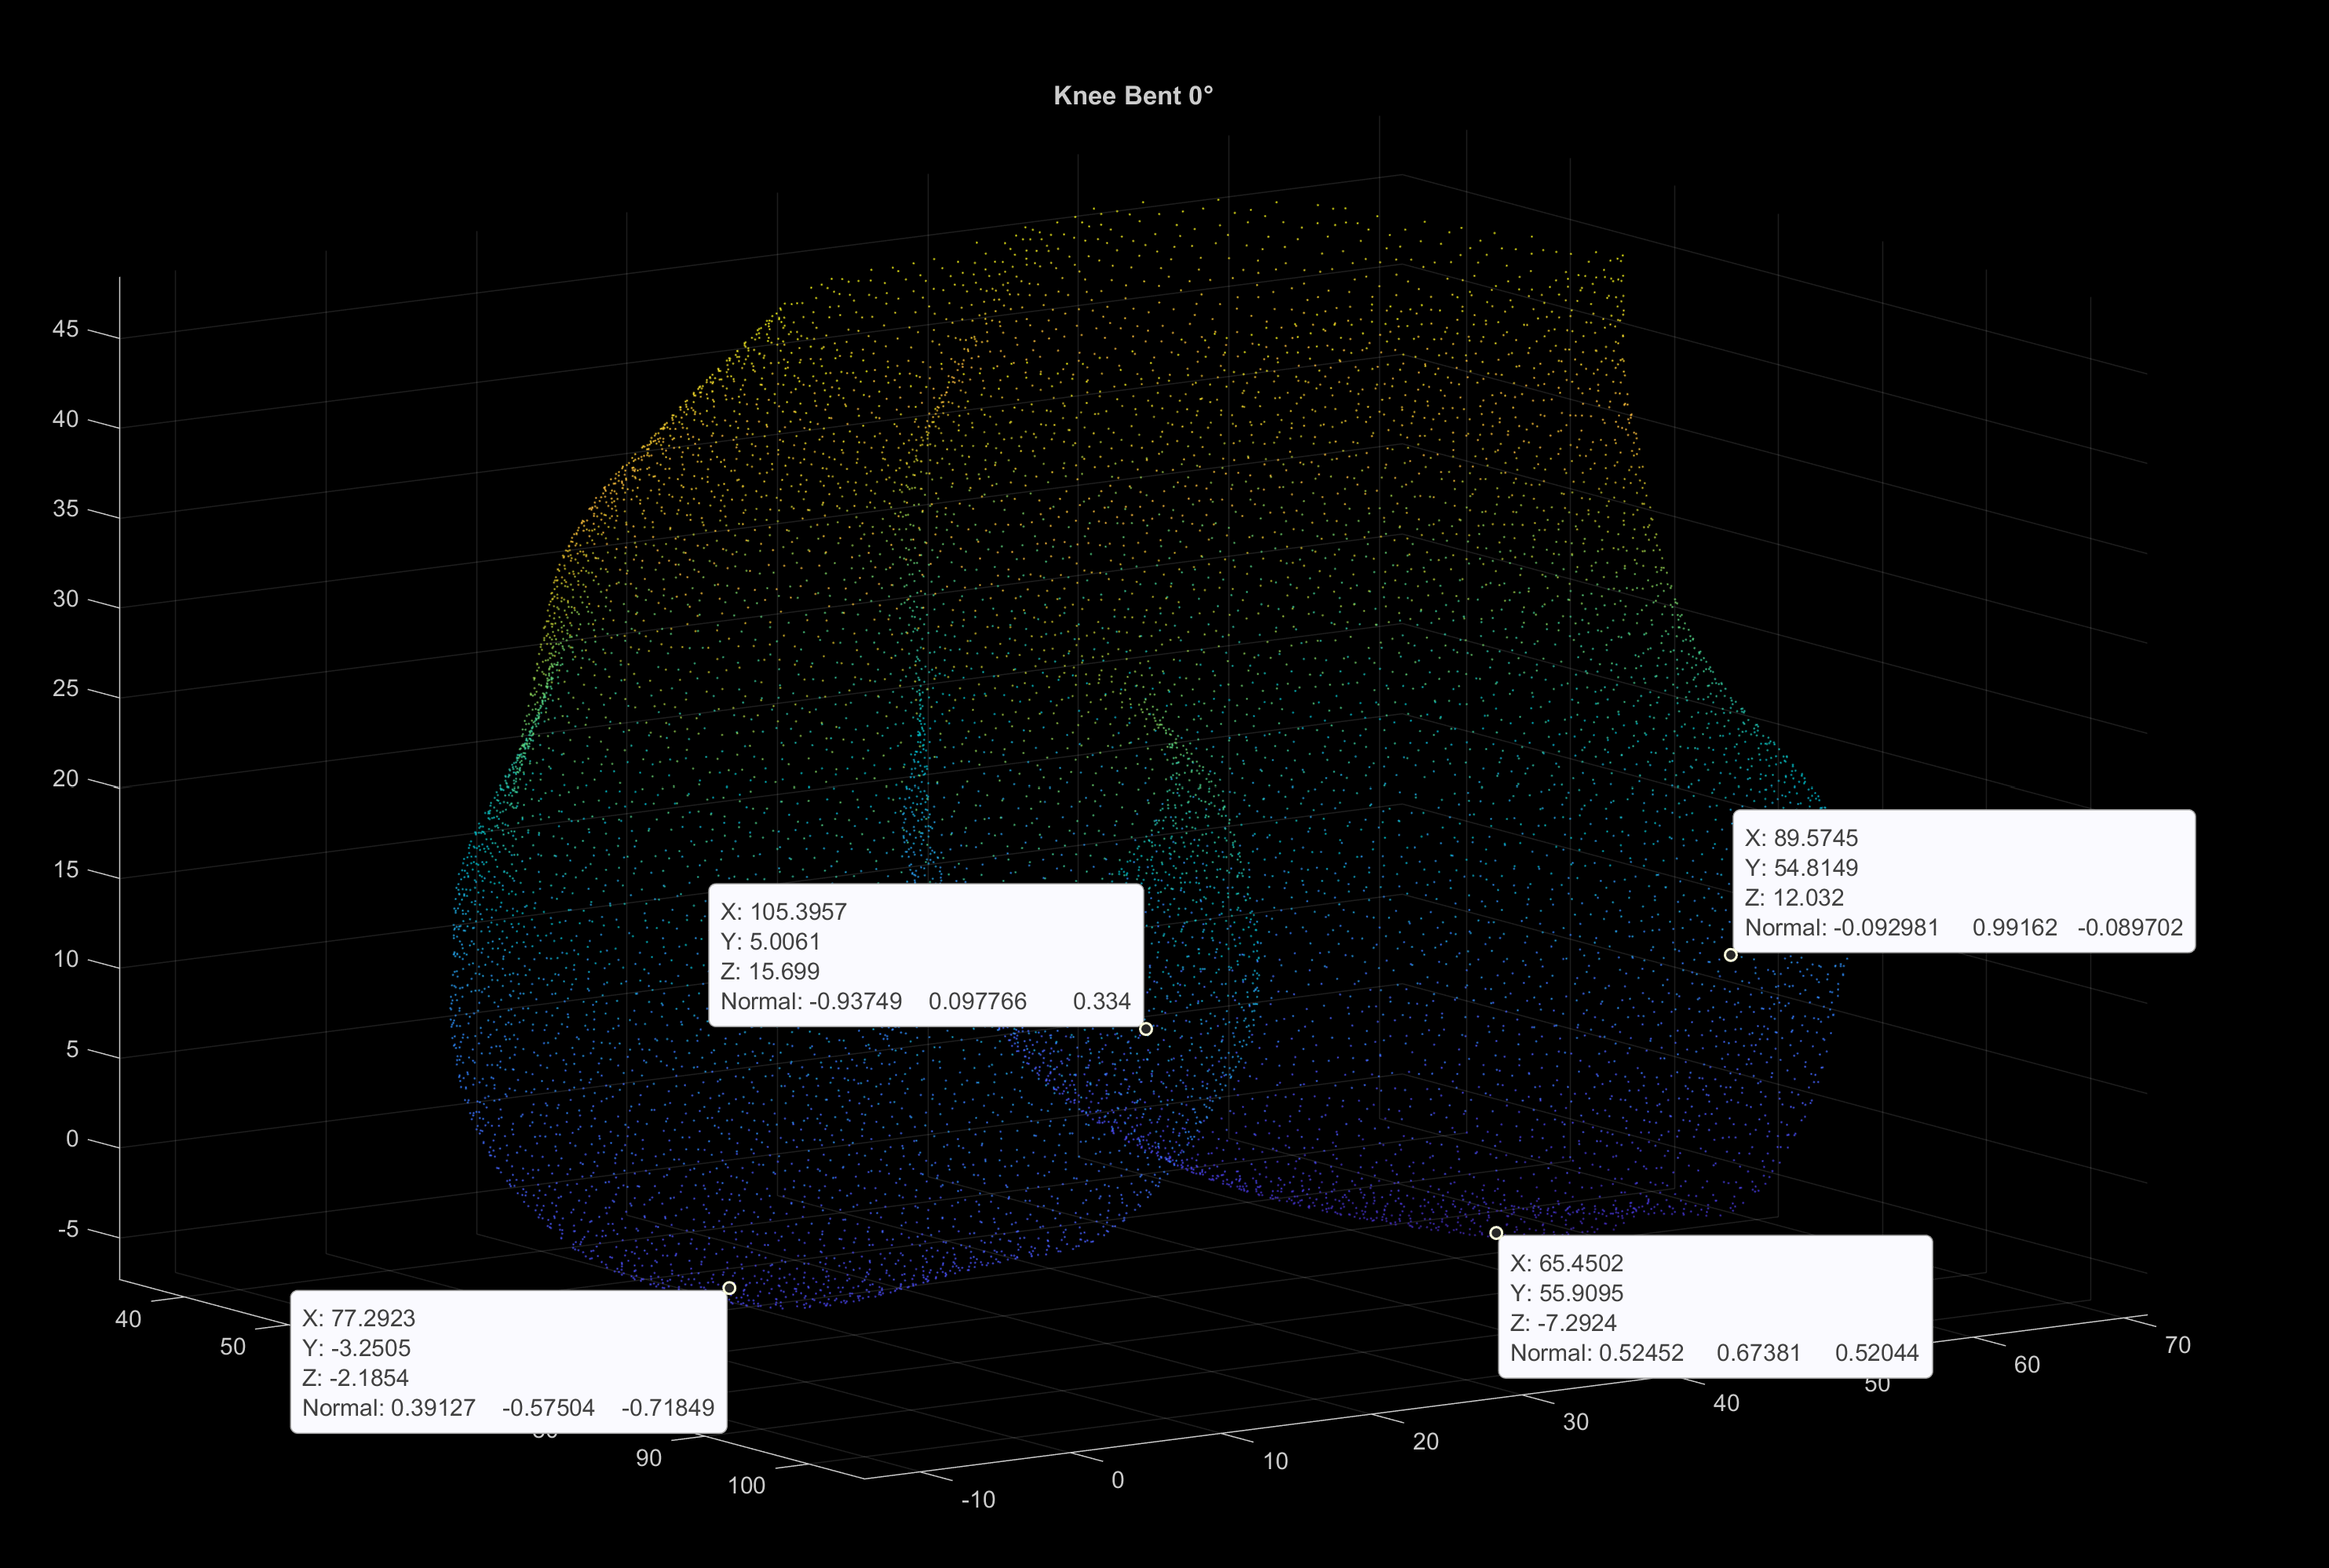 Knee Bent 0°
45
40
35
30
25
20
15
10
5
0
-5
X: 89.5745
Y: 54.8149
Z: 12.032
Normal: -0.092981 0.99162 -0.089702
X: 105.3957
Y: 5.0061
Z: 15.699
Normal: -0.93749 0.097766 0.334
X: 65.4502
Y: 55.9095
Z: -7.2924
Normal: 0.52452 0.67381 0.52044
X: 77.2923
Y: -3.2505
Z: -2.1854
Normal: 0.39127 -0.57504 -0.71849
40
50
90
100
-10
0
10
20
30
40
50
60
70